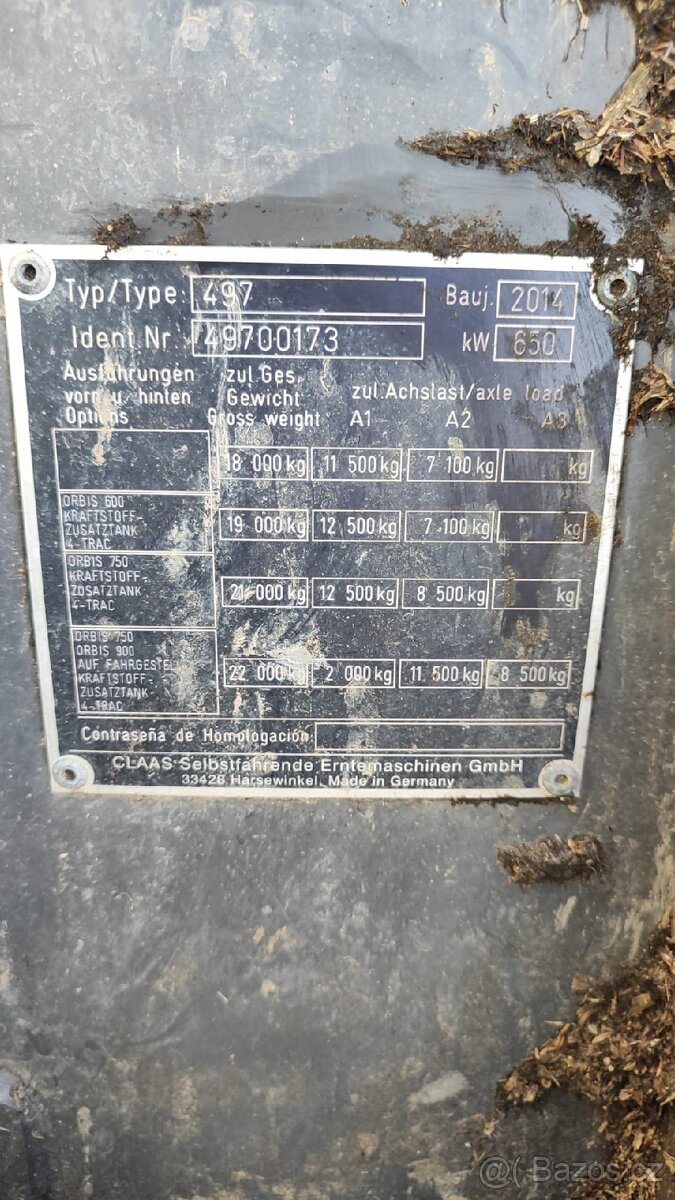 Typ/Type: 497 Bauj. 2014
Ident.Nr. 49700173 kW 650
Ausführungen zul.Ges.
vorn u. hinten Gewicht zul.Achslast/axle load
Options Gross weight A1 A2 A3
18 000 kg 11 500 kg 7 100 kg kg
ORBIS 600
KRAFTSTOFF-
ZUSATZTANK
4-TRAC
19 000 kg 12 500 kg 7 100 kg kg
ORBIS 750
KRAFTSTOFF-
ZUSATZTANK
4-TRAC
21 000 kg 12 500 kg 8 500 kg kg
ORBIS 750
ORBIS 900
AUF FAHRGESTELL
KRAFTSTOFF-
ZUSATZTANK
4-TRAC
22 000 kg 2 000 kg 11 500 kg 8 500 kg
Contraseña de Homologación:
CLAAS Selbstfahrende Erntemaschinen GmbH
33428 Harsewinkel, Made in Germany
@( Bazos.cz